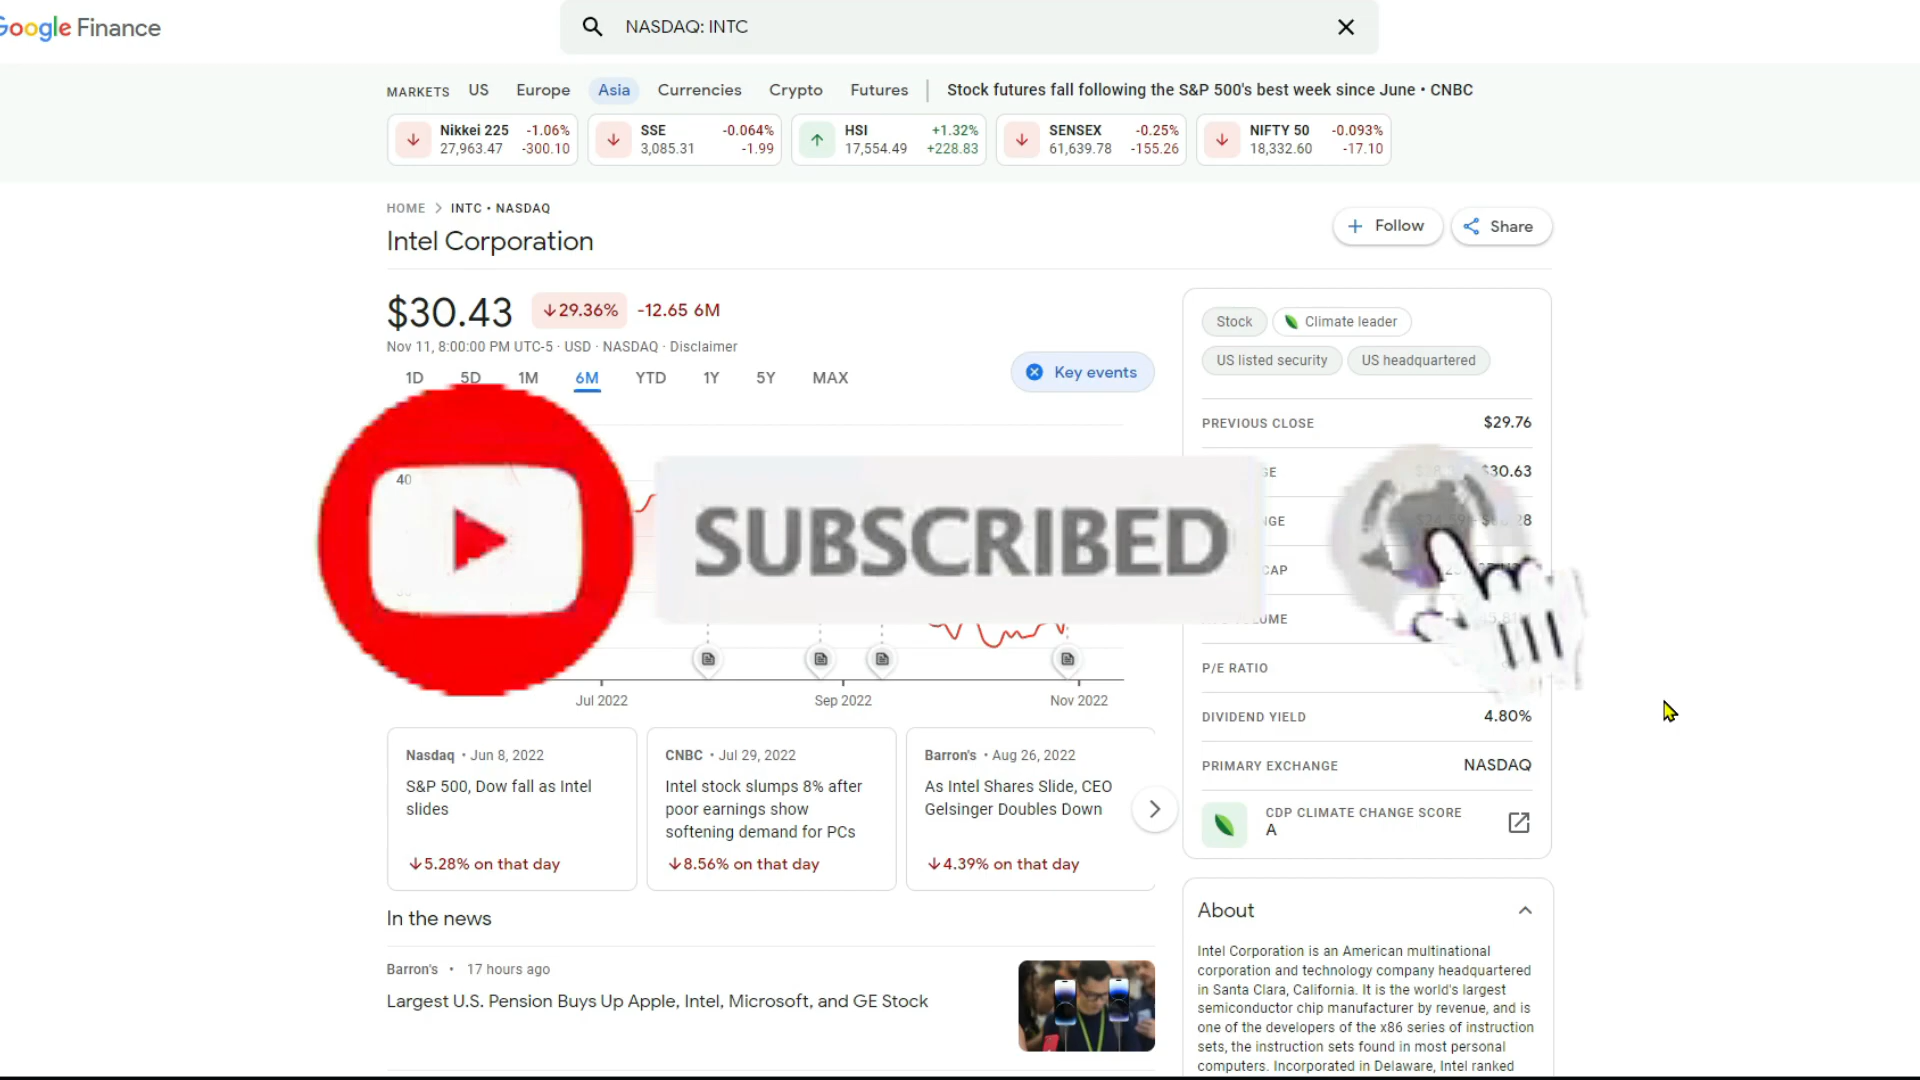 Google Finance
NASDAQ: INTC
MARKETS US Europe Asia Currencies Crypto Futures | Stock futures fall following the S&P 500's best week since June • CNBC
Nikkei 225 -1.06%
27,963.47 -300.10
SSE -0.064%
3,085.31 -1.99
HSI +1.32%
17,554.49 +228.83
SENSEX -0.25%
61,639.78 -155.26
NIFTY 50 -0.093%
18,332.60 -17.10
HOME > INTC • NASDAQ
Intel Corporation
+ Follow
Share
$30.43 ↓29.36% -12.65 6M
Nov 11, 8:00:00 PM UTC-5 · USD · NASDAQ · Disclaimer
1D 5D 1M 6M YTD 1Y 5Y MAX
Key events
40
SUBSCRIBED
Jul 2022 Sep 2022 Nov 2022
Stock Climate leader
US listed security US headquartered
PREVIOUS CLOSE $29.76
$30.63
CAP
P/E RATIO
DIVIDEND YIELD 4.80%
PRIMARY EXCHANGE NASDAQ
CDP CLIMATE CHANGE SCORE
A
Nasdaq • Jun 8, 2022
S&P 500, Dow fall as Intel
slides
↓5.28% on that day
CNBC • Jul 29, 2022
Intel stock slumps 8% after
poor earnings show
softening demand for PCs
↓8.56% on that day
Barron's • Aug 26, 2022
As Intel Shares Slide, CEO
Gelsinger Doubles Down
↓4.39% on that day
In the news
Barron's • 17 hours ago
Largest U.S. Pension Buys Up Apple, Intel, Microsoft, and GE Stock
About
Intel Corporation is an American multinational
corporation and technology company headquartered
in Santa Clara, California. It is the world's largest
semiconductor chip manufacturer by revenue, and is
one of the developers of the x86 series of instruction
sets, the instruction sets found in most personal
computers. Incorporated in Delaware, Intel ranked